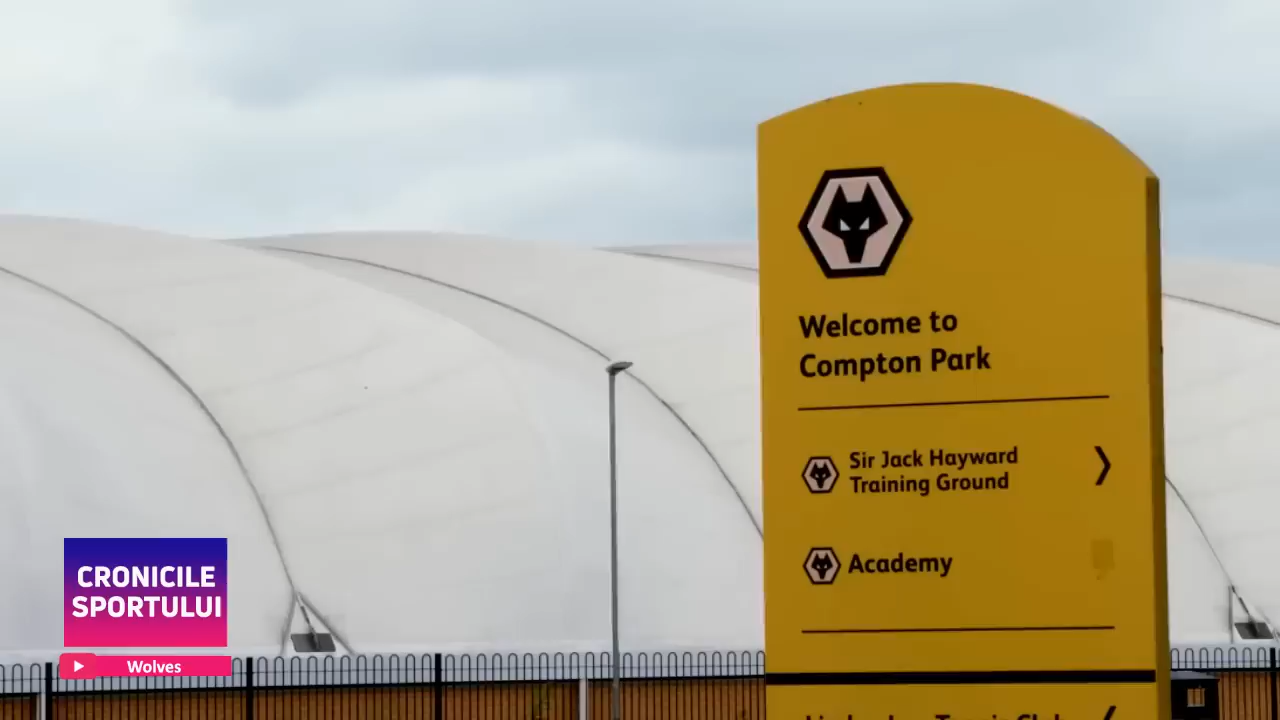 Welcome to
Compton Park
Sir Jack Hayward
Training Ground
Academy
CRONICILE
SPORTULUI
Wolves